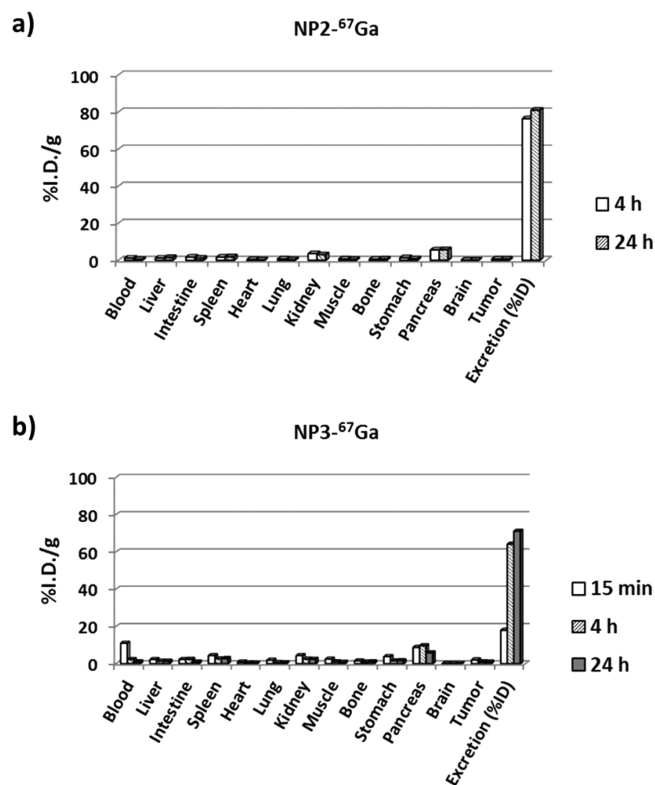 a)
NP2-⁶⁷Ga
100
80
60
40
20
0
%I.D./g
Blood
Liver
Intestine
Spleen
Heart
Lung
Kidney
Muscle
Bone
Stomach
Pancreas
Brain
Tumor
Excretion (%ID)
4 h
24 h
b)
NP3-⁶⁷Ga
100
80
60
40
20
0
%I.D./g
Blood
Liver
Intestine
Spleen
Heart
Lung
Kidney
Muscle
Bone
Stomach
Pancreas
Brain
Tumor
Excretion (%ID)
15 min
4 h
24 h